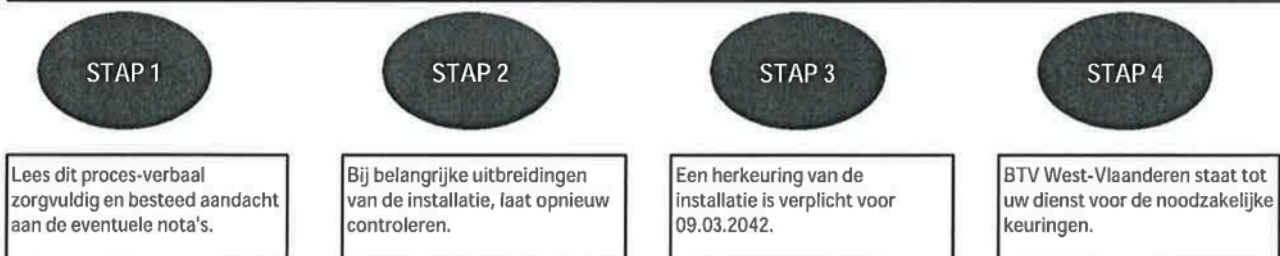 STAP 1
Lees dit proces-verbaal
zorgvuldig en besteed aandacht
aan de eventuele nota's.
STAP 2
Bij belangrijke uitbreidingen
van de installatie, laat opnieuw
controleren.
STAP 3
Een herkeuring van de
installatie is verplicht voor
09.03.2042.
STAP 4
BTV West-Vlaanderen staat tot
uw dienst voor de noodzakelijke
keuringen.